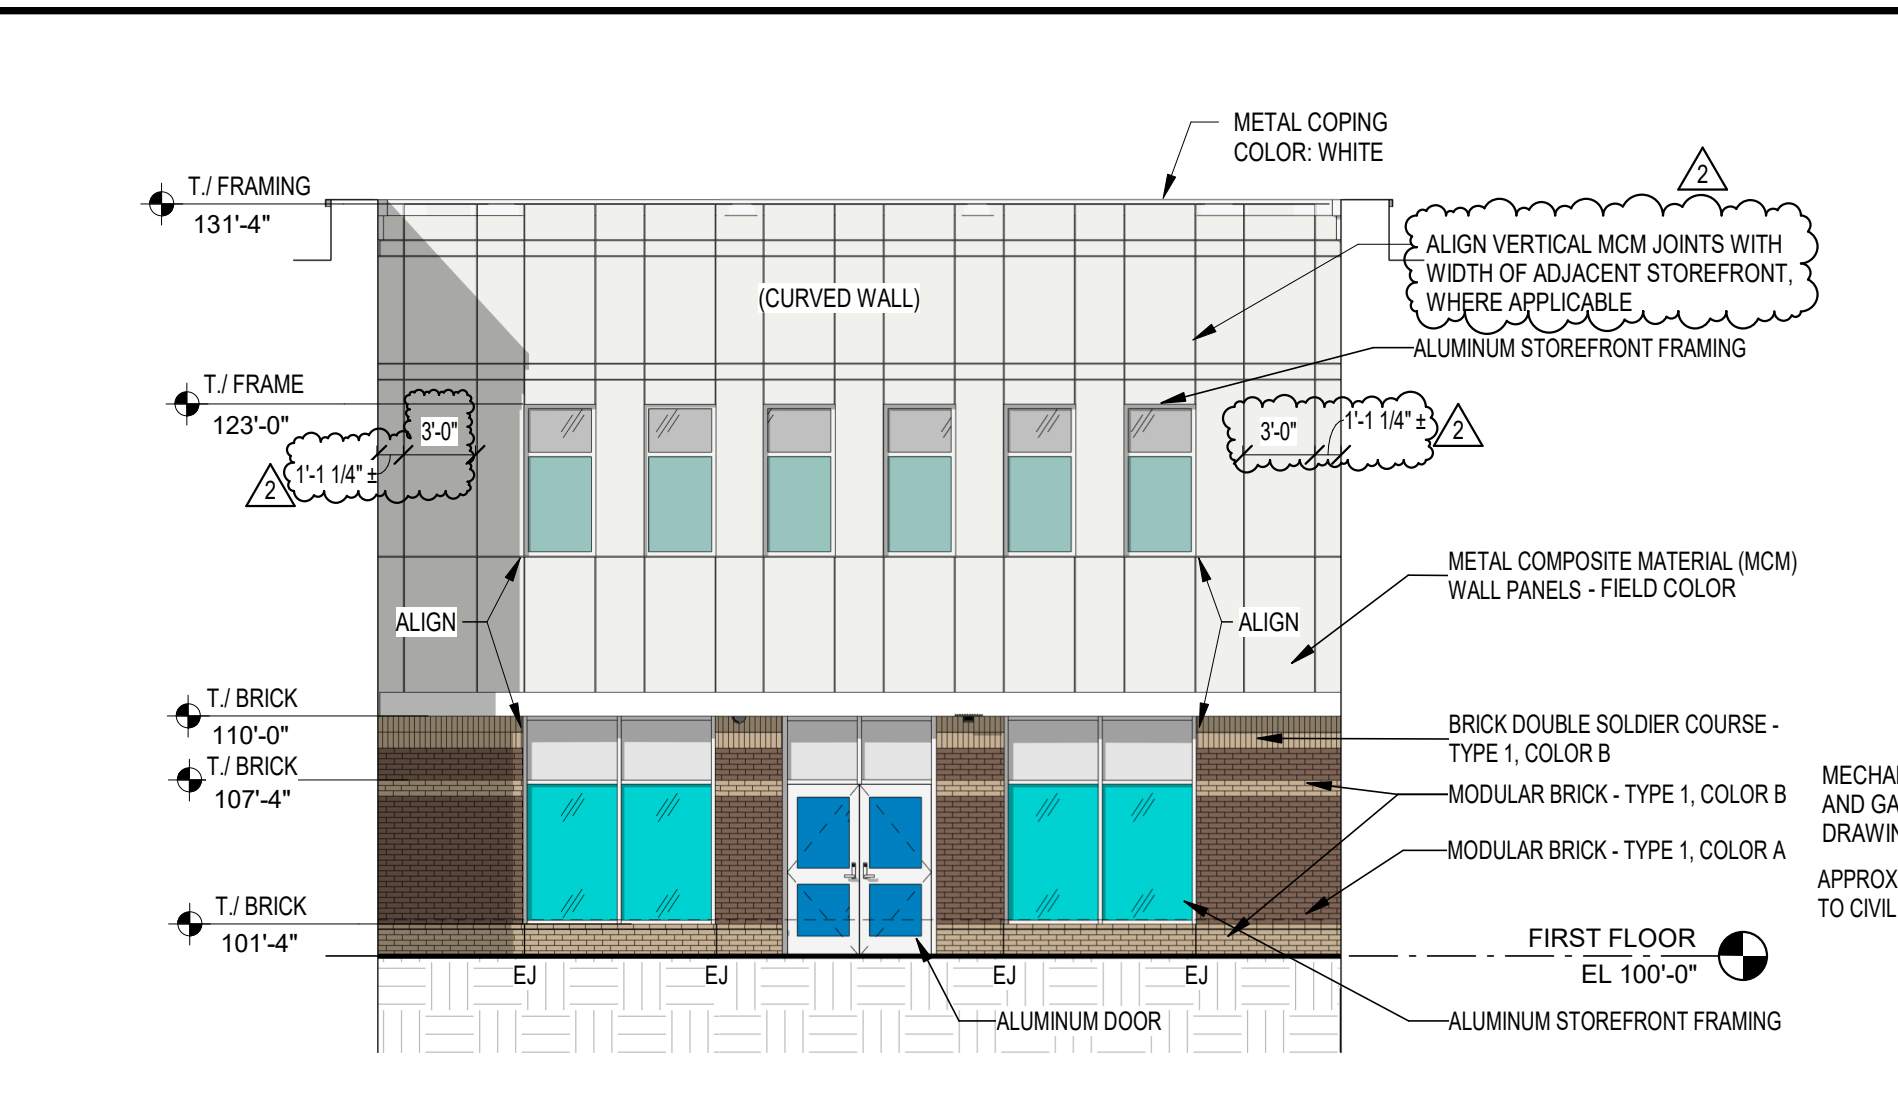 METAL COPING
COLOR: WHITE
2
T./ FRAMING
131'-4"
ALIGN VERTICAL MCM JOINTS WITH
WIDTH OF ADJACENT STOREFRONT,
WHERE APPLICABLE
(CURVED WALL)
ALUMINUM STOREFRONT FRAMING
T./ FRAME
123'-0"
3'-0"
1'-1 1/4" ±
2
3'-0"
1'-1 1/4" ±
2
METAL COMPOSITE MATERIAL (MCM)
WALL PANELS - FIELD COLOR
ALIGN
ALIGN
T./ BRICK
110'-0"
BRICK DOUBLE SOLDIER COURSE -
TYPE 1, COLOR B
T./ BRICK
107'-4"
MODULAR BRICK - TYPE 1, COLOR B
MODULAR BRICK - TYPE 1, COLOR A
DRAWIN
APPROX
TO CIVIL
MECHA
AND GA
T./ BRICK
101'-4"
FIRST FLOOR
EL 100'-0"
EJ
EJ
EJ
EJ
ALUMINUM DOOR
ALUMINUM STOREFRONT FRAMING